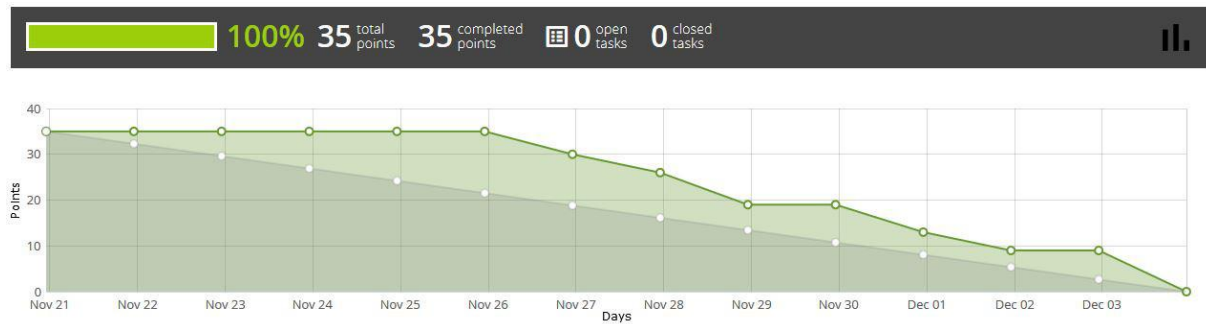 100% 35 total points 35 completed points 0 open tasks 0 closed tasks
40
30
20
10
0
Points
Nov 21 Nov 22 Nov 23 Nov 24 Nov 25 Nov 26 Nov 27 Nov 28 Nov 29 Nov 30 Dec 01 Dec 02 Dec 03
Days